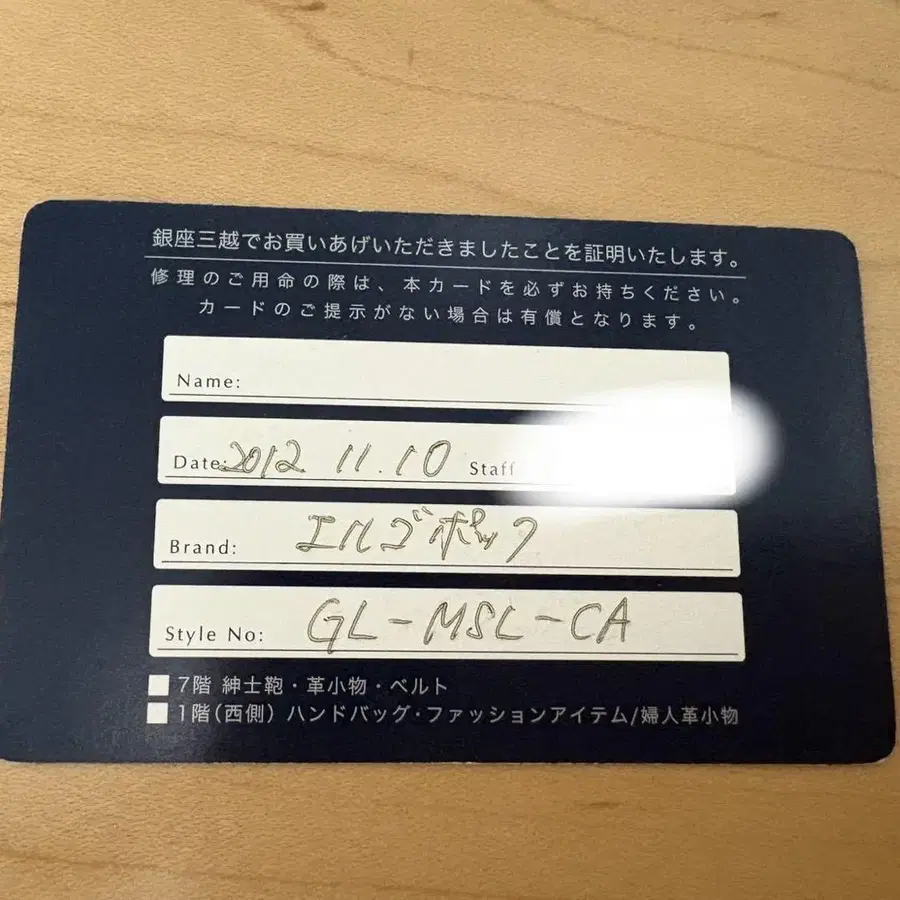 銀座三越でお買いあげいただきましたことを証明いたします。
修理のご用命の際は、本カードを必ずお持ちください。
カードのご提示がない場合は有償となります。
Name:
Date: 2012 11.10 Staff
Brand: エルゴポック
Style No: GL-MSL-CA
7階 紳士鞄・革小物・ベルト
1階(西側) ハンドバッグ・ファッションアイテム/婦人革小物